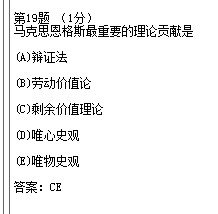 第19题 （1分）
马克思恩格斯最重要的理论贡献是
(A)辩证法
(B)劳动价值论
(C)剩余价值理论
(D)唯心史观
(E)唯物史观
答案：CE